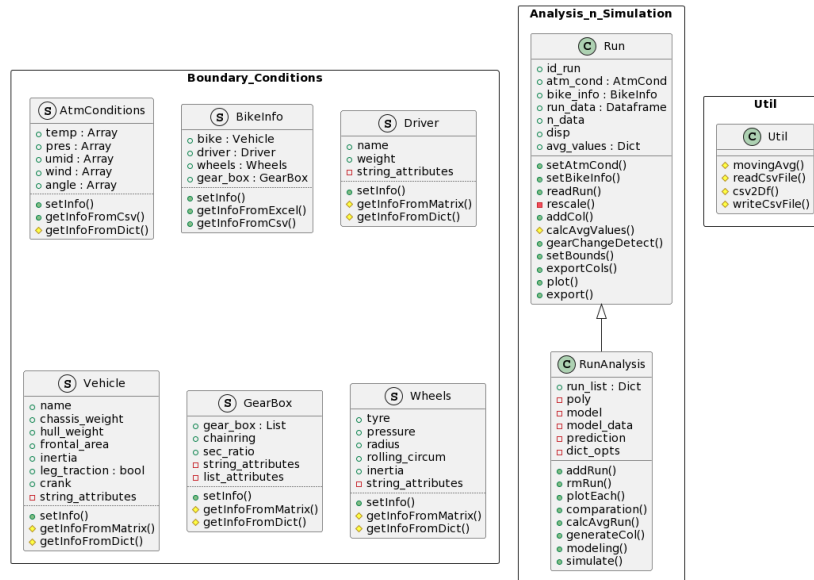 Boundary_Conditions
S AtmConditions
temp : Array
pres : Array
umid : Array
wind : Array
angle : Array
setInfo()
getInfoFromCsv()
getInfoFromDict()
S BikeInfo
bike : Vehicle
driver : Driver
wheels : Wheels
gear_box : GearBox
setInfo()
getInfoFromExcel()
getInfoFromCsv()
S Driver
name
weight
string_attributes
setInfo()
getInfoFromMatrix()
getInfoFromDict()
S Vehicle
name
chassis_weight
hull_weight
frontal_area
inertia
leg_traction : bool
crank
string_attributes
setInfo()
getInfoFromMatrix()
getInfoFromDict()
S GearBox
gear_box : List
chainring
sec_ratio
string_attributes
list_attributes
setInfo()
getInfoFromMatrix()
getInfoFromDict()
S Wheels
tyre
pressure
radius
rolling_circum
inertia
string_attributes
setInfo()
getInfoFromMatrix()
getInfoFromDict()
Analysis_n_Simulation
C Run
id_run
atm_cond : AtmCond
bike_info : BikeInfo
run_data : Dataframe
n_data
disp
avg_values : Dict
setAtmCond()
setBikeInfo()
readRun()
rescale()
addCol()
calcAvgValues()
gearChangeDetect()
setBounds()
exportCols()
plot()
export()
C RunAnalysis
run_list : Dict
poly
model
model_data
prediction
dict_opts
addRun()
rmRun()
plotEach()
comparation()
calcAvgRun()
generateCol()
modeling()
simulate()
Util
C Util
movingAvg()
readCsvFile()
csv2Df()
writeCsvFile()